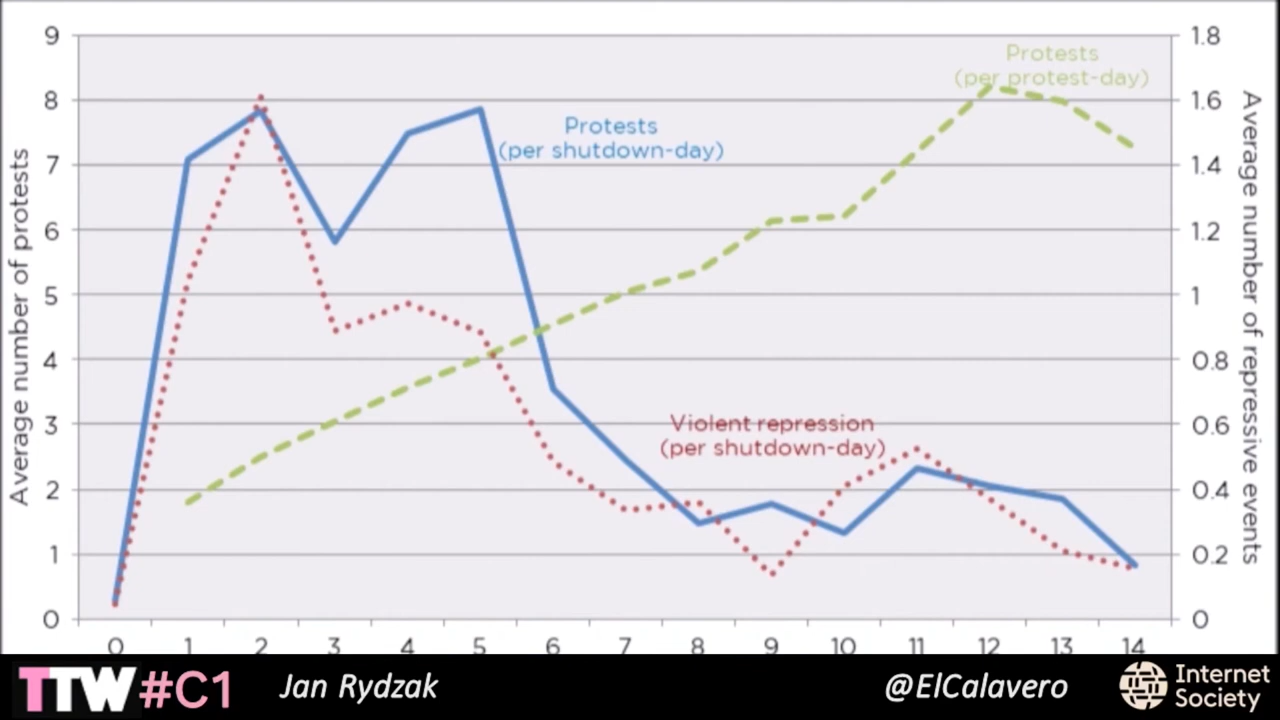 9
8
7
6
5
4
3
2
1
0
Average number of protests
1.8
1.6
1.4
1.2
1
0.8
0.6
0.4
0.2
0
Average number of repressive events
Protests
(per protest-day)
Protests
(per shutdown-day)
Violent repression
(per shutdown-day)
0 1 2 3 4 5 6 7 8 9 10 11 12 13 14
TTW#C1 Jan Rydzak @ElCalavero Internet
Society